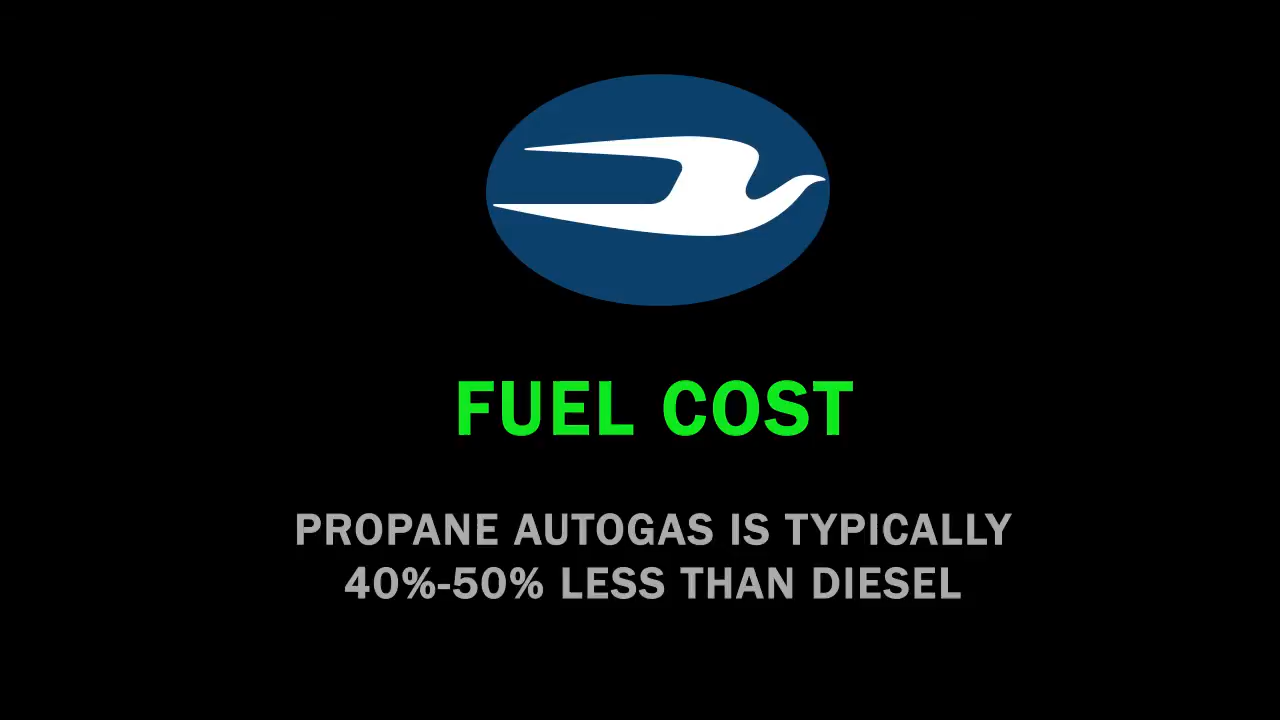 FUEL COST
PROPANE AUTOGAS IS TYPICALLY
40%-50% LESS THAN DIESEL